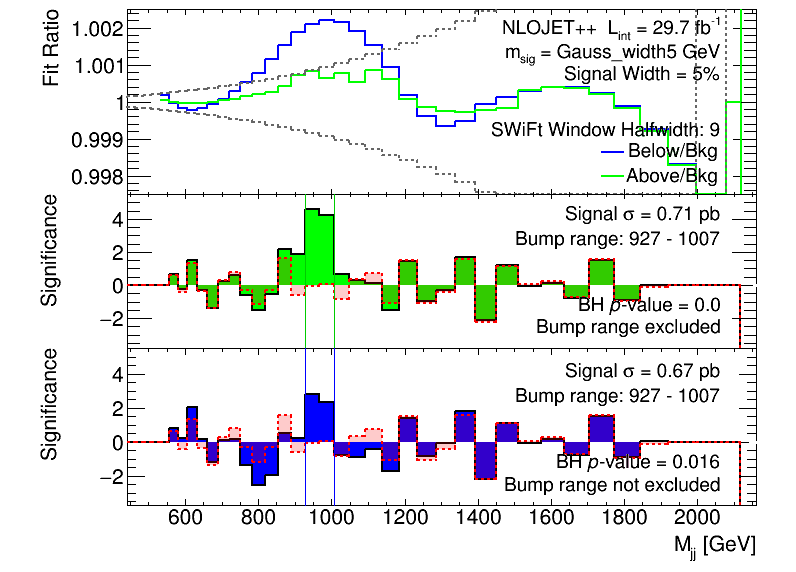 Fit Ratio
1.002
1.001
1
0.999
0.998
NLOJET++ L_int = 29.7 fb^-1
m_sig = Gauss_width5 GeV
Signal Width = 5%
SWiFt Window Halfwidth: 9
Below/Bkg
Above/Bkg
Significance
4
2
0
−2
Signal σ = 0.71 pb
Bump range: 927 - 1007
BH p-value = 0.0
Bump range excluded
Significance
4
2
0
−2
Signal σ = 0.67 pb
Bump range: 927 - 1007
BH p-value = 0.016
Bump range not excluded
600 800 1000 1200 1400 1600 1800 2000
M_jj [GeV]